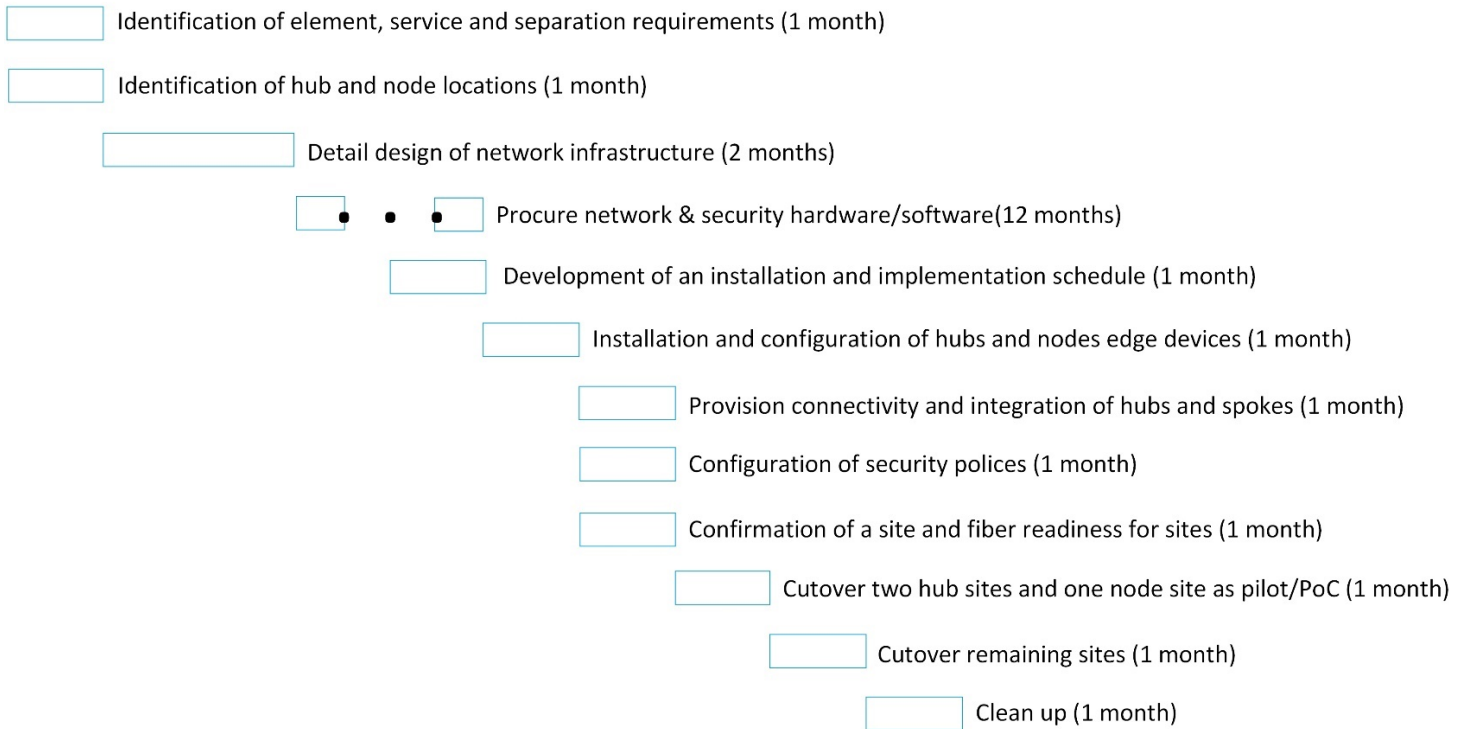 Identification of element, service and separation requirements (1 month)
Identification of hub and node locations (1 month)
Detail design of network infrastructure (2 months)
Procure network & security hardware/software(12 months)
Development of an installation and implementation schedule (1 month)
Installation and configuration of hubs and nodes edge devices (1 month)
Provision connectivity and integration of hubs and spokes (1 month)
Configuration of security polices (1 month)
Confirmation of a site and fiber readiness for sites (1 month)
Cutover two hub sites and one node site as pilot/PoC (1 month)
Cutover remaining sites (1 month)
Clean up (1 month)